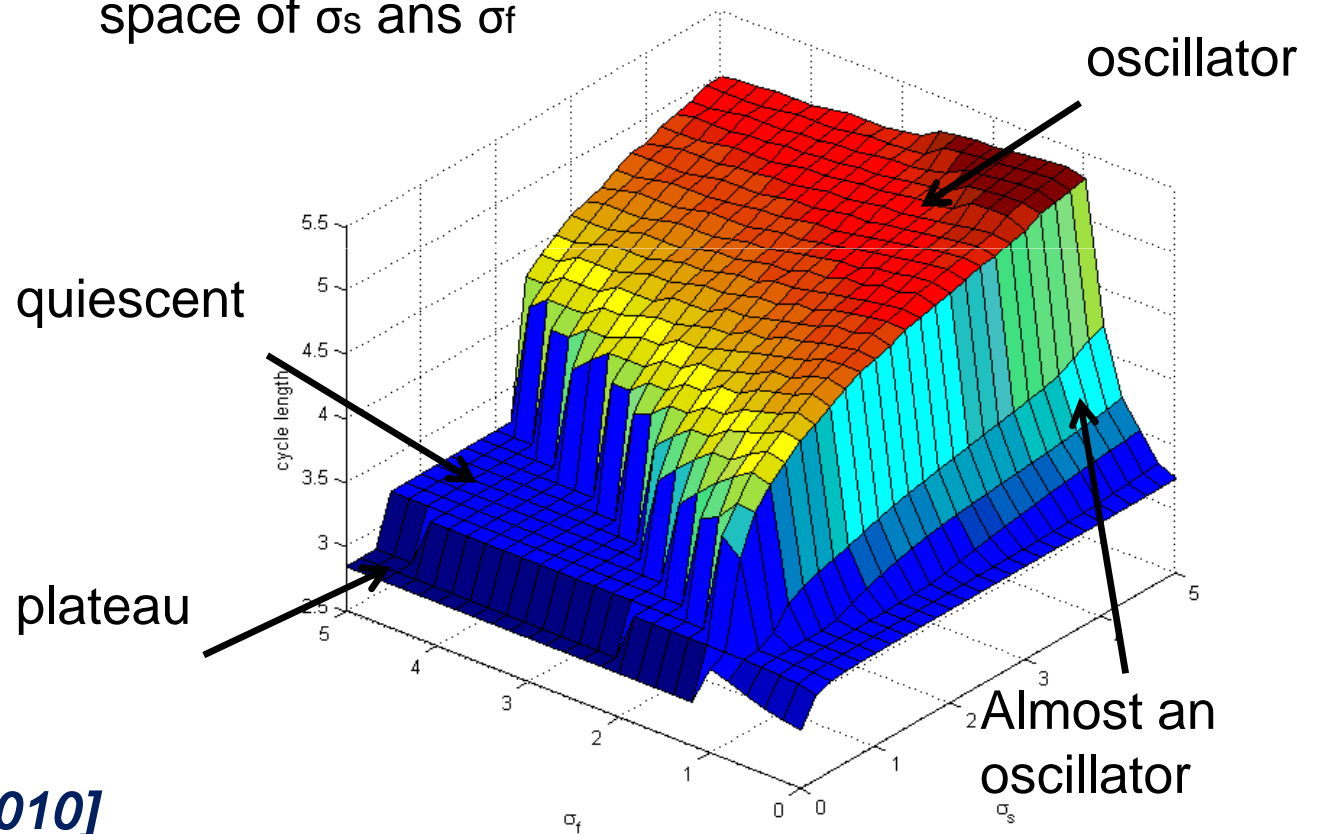 space of σs ans σf
oscillator
quiescent
plateau
Almost an
oscillator
cycle length
5.5
5
4.5
4
3.5
3
2.5
5
4
3
2
1
0
σf
0
1
2
3
5
σs
010]